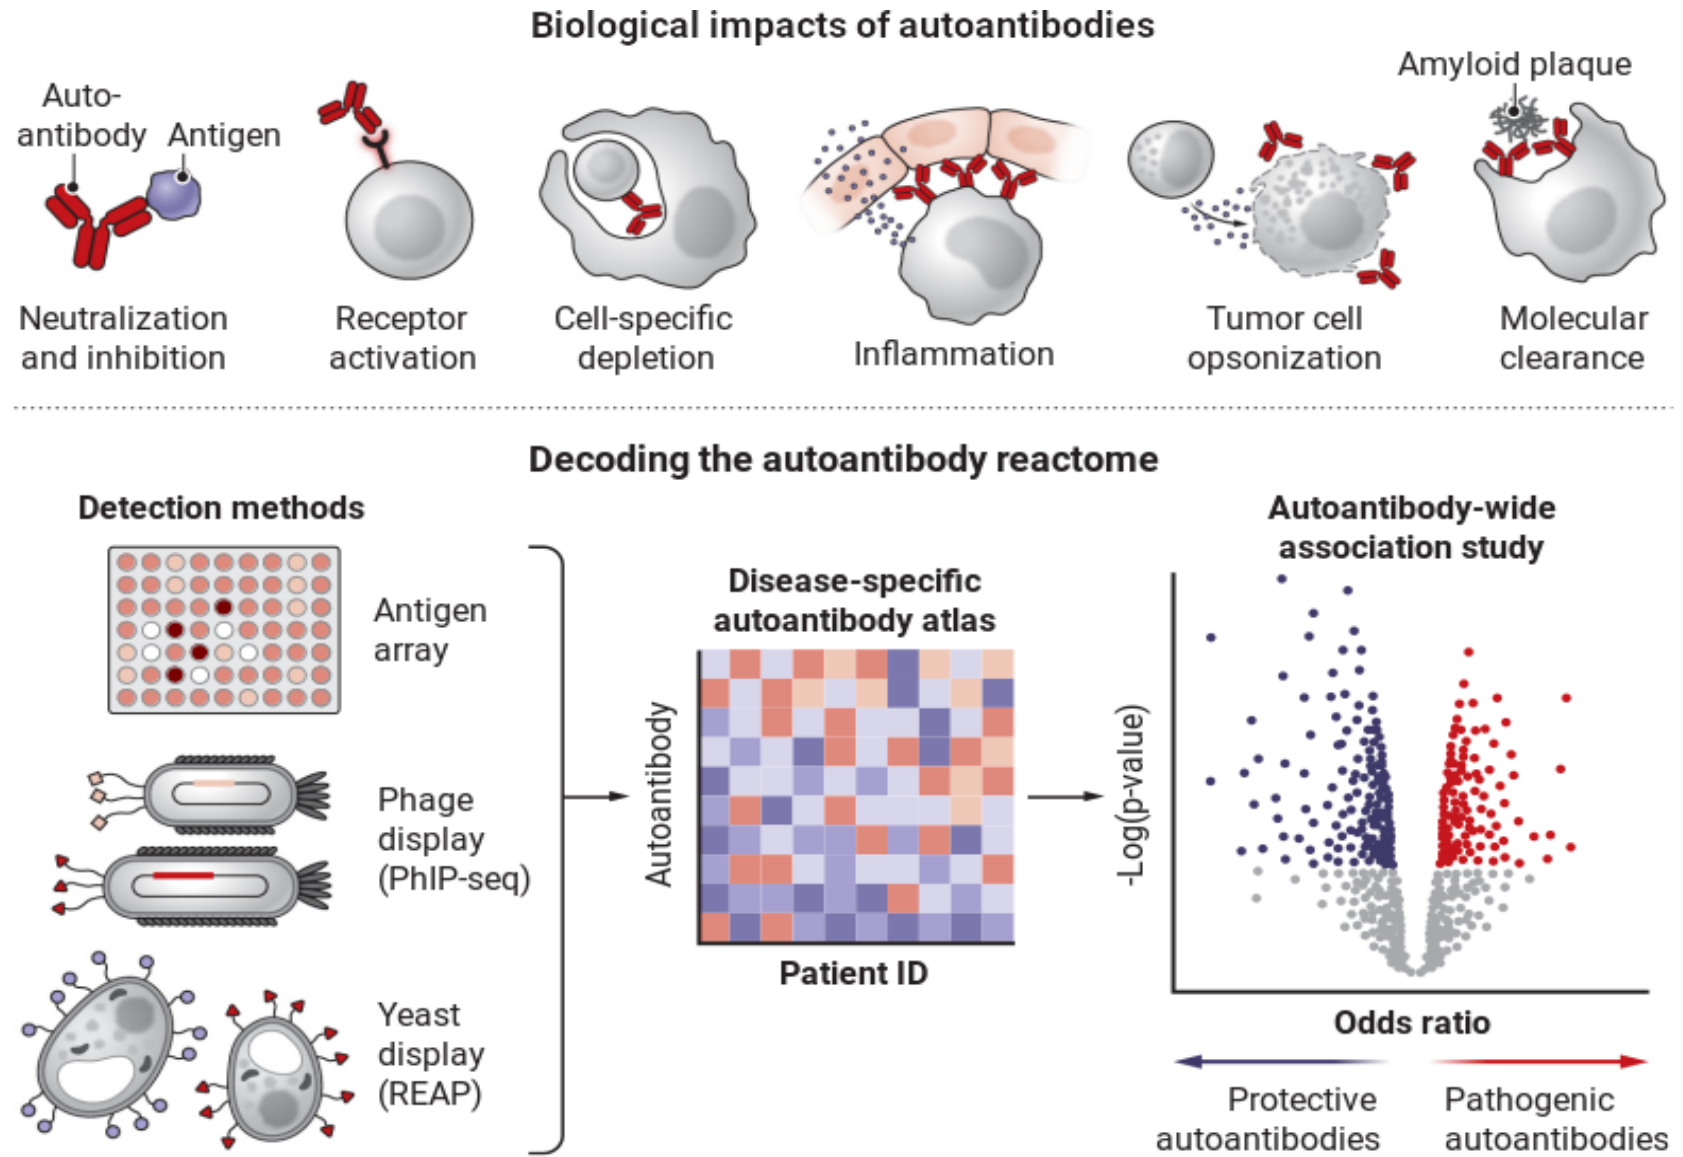 Biological impacts of autoantibodies
Auto-
antibody
Antigen
Amyloid plaque
Neutralization
and inhibition
Receptor
activation
Cell-specific
depletion
Inflammation
Tumor cell
opsonization
Molecular
clearance
Decoding the autoantibody reactome
Detection methods
Antigen
array
Phage
display
(PhIP-seq)
Yeast
display
(REAP)
Disease-specific
autoantibody atlas
Autoantibody
Patient ID
Autoantibody-wide
association study
-Log(p-value)
Odds ratio
Protective
autoantibodies
Pathogenic
autoantibodies